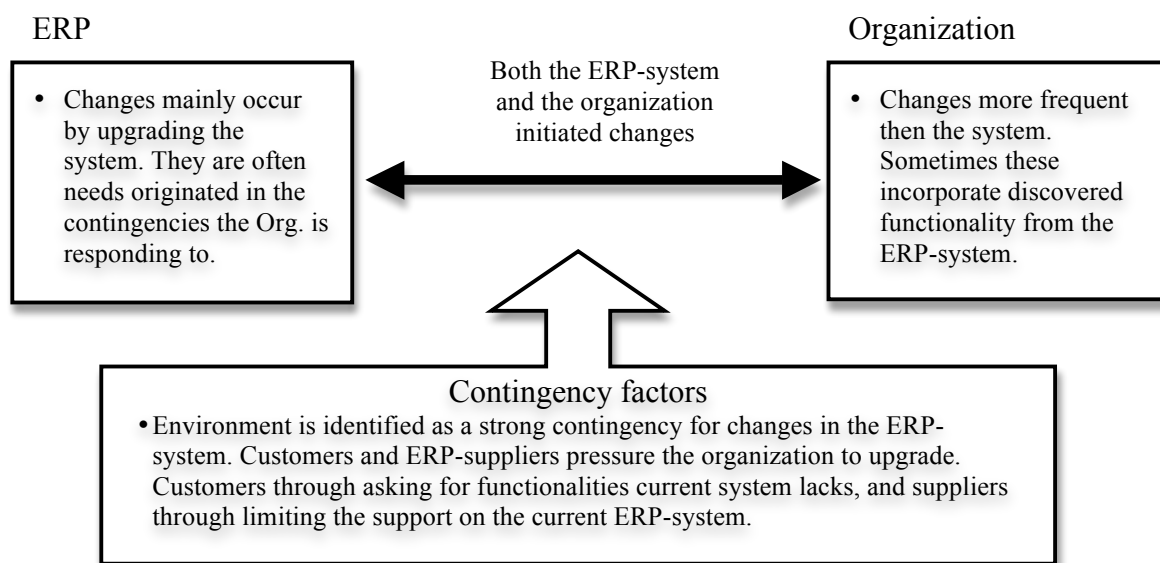 ERP
Organization
Both the ERP-system
and the organization
initiated changes
• Changes mainly occur
by upgrading the
system. They are often
needs originated in the
contingencies the Org. is
responding to.
• Changes more frequent
then the system.
Sometimes these
incorporate discovered
functionality from the
ERP-system.
Contingency factors
• Environment is identified as a strong contingency for changes in the ERP-
system. Customers and ERP-suppliers pressure the organization to upgrade.
Customers through asking for functionalities current system lacks, and suppliers
through limiting the support on the current ERP-system.